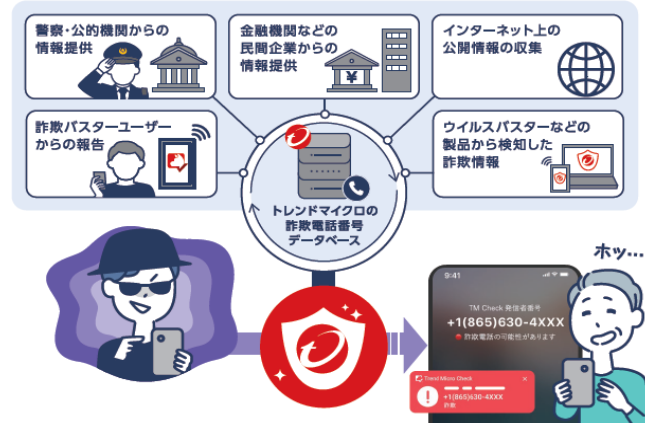 警察・公的機関からの
情報提供
金融機関などの
民間企業からの
情報提供
インターネット上の
公開情報の収集
¥
詐欺バスターユーザー
からの報告
ウイルスバスターなどの
製品から検知した
詐欺情報
トレンドマイクロの
詐欺電話番号
データベース
ホッ...
9:41
TM Check 発信者番号
+1(865)630-4XXX
詐欺電話の可能性があります
Trend Micro Check
+1(865)630-4XXX
詐欺